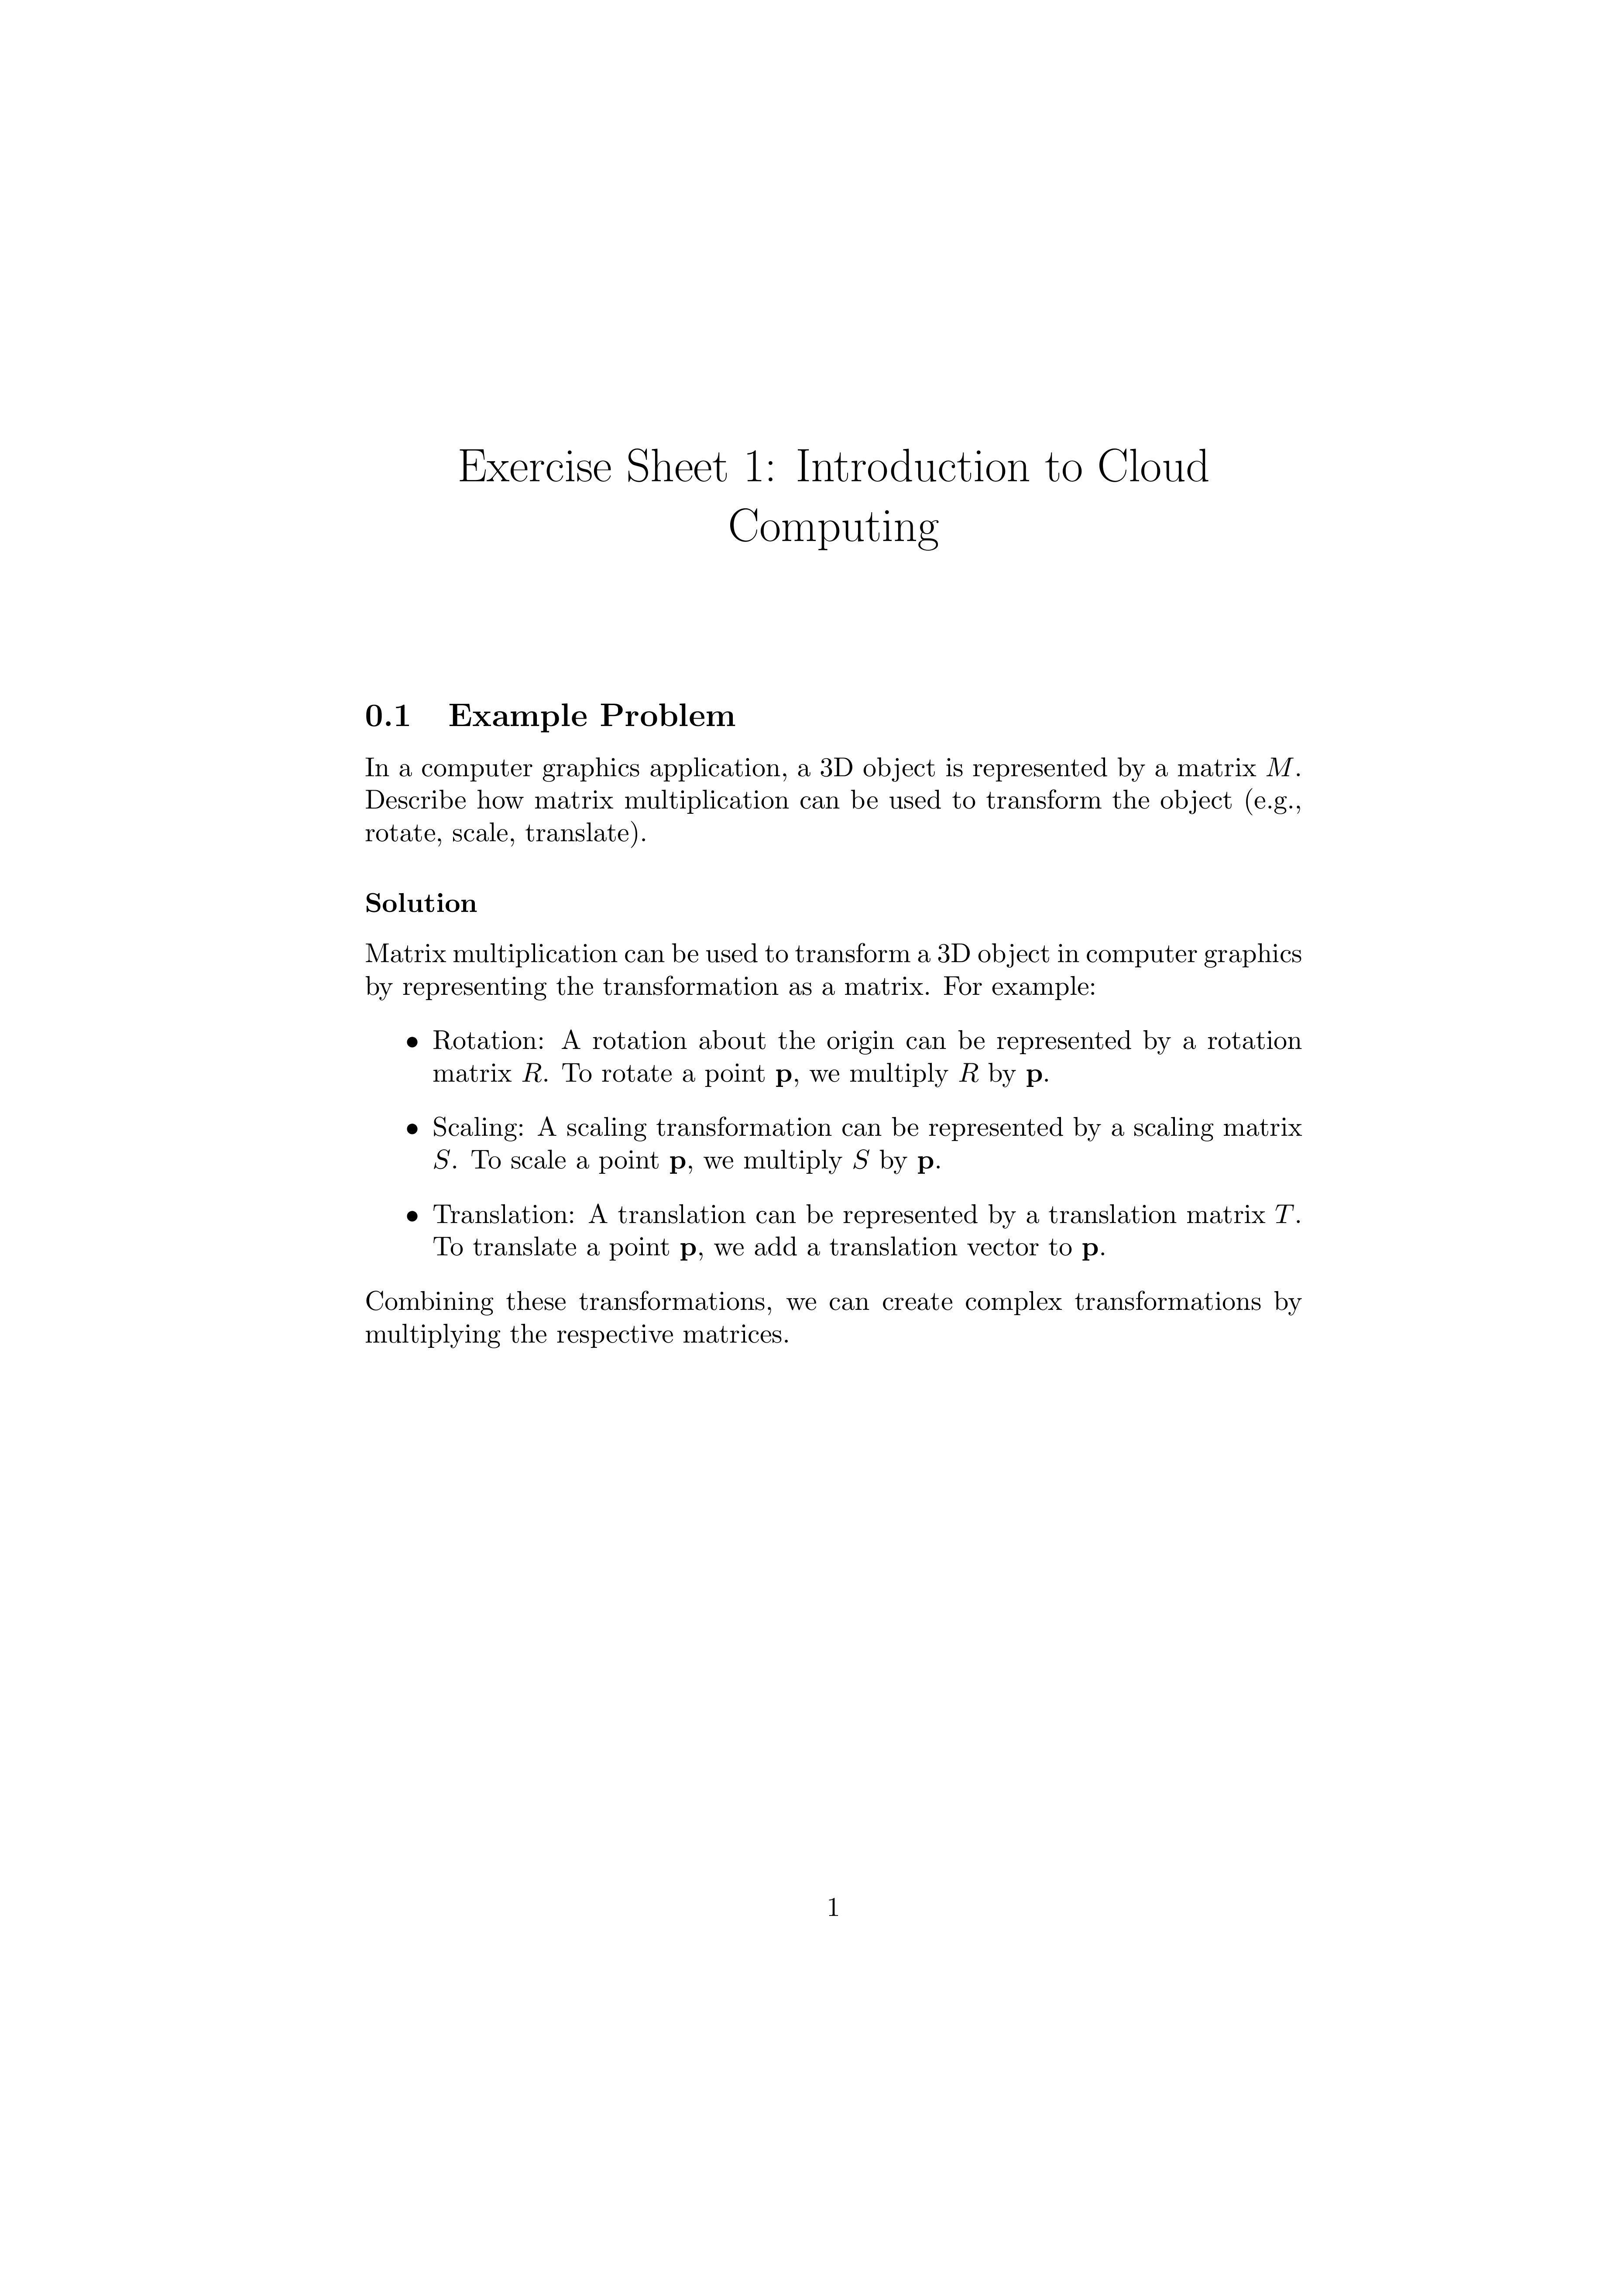 Exercise Sheet 1: Introduction to Cloud
Computing
0.1 Example Problem
In a computer graphics application, a 3D object is represented by a matrix M.
Describe how matrix multiplication can be used to transform the object (e.g.,
rotate, scale, translate).
Solution
Matrix multiplication can be used to transform a 3D object in computer graphics
by representing the transformation as a matrix. For example:
• Rotation: A rotation about the origin can be represented by a rotation
matrix R. To rotate a point p, we multiply R by p.
• Scaling: A scaling transformation can be represented by a scaling matrix
S. To scale a point p, we multiply S by p.
• Translation: A translation can be represented by a translation matrix T.
To translate a point p, we add a translation vector to p.
Combining these transformations, we can create complex transformations by
multiplying the respective matrices.
1